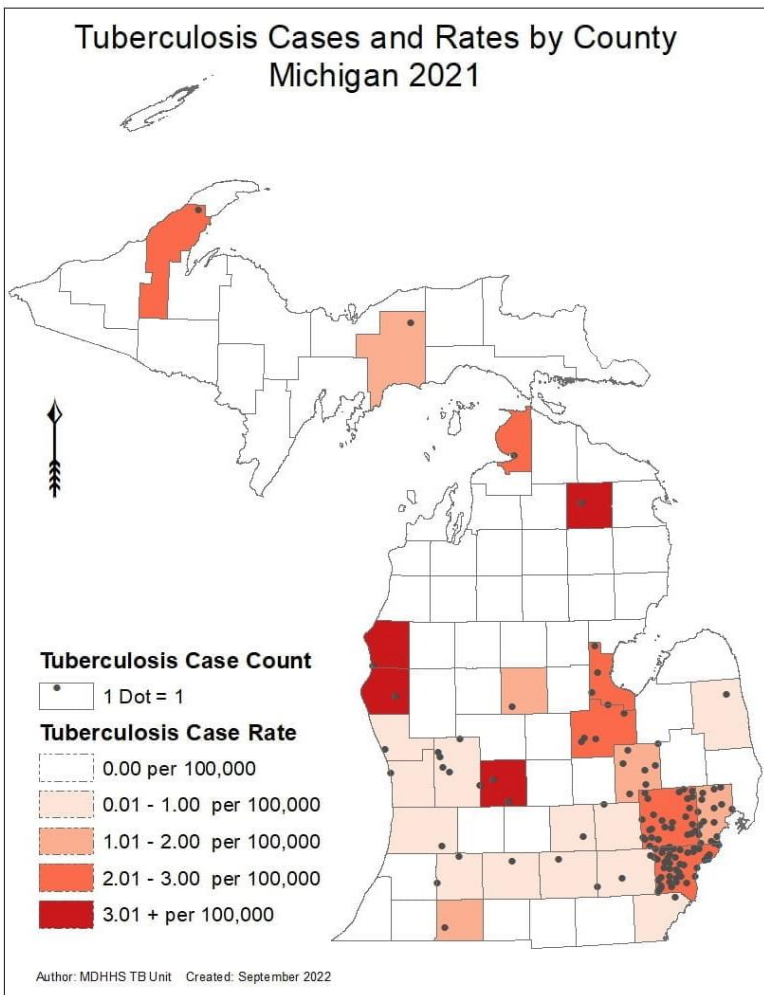 Tuberculosis Cases and Rates by County
Michigan 2021
Tuberculosis Case Count
1 Dot = 1
Tuberculosis Case Rate
0.00 per 100,000
0.01 - 1.00 per 100,000
1.01 - 2.00 per 100,000
2.01 - 3.00 per 100,000
3.01 + per 100,000
Author: MDHHS TB Unit Created: September 2022